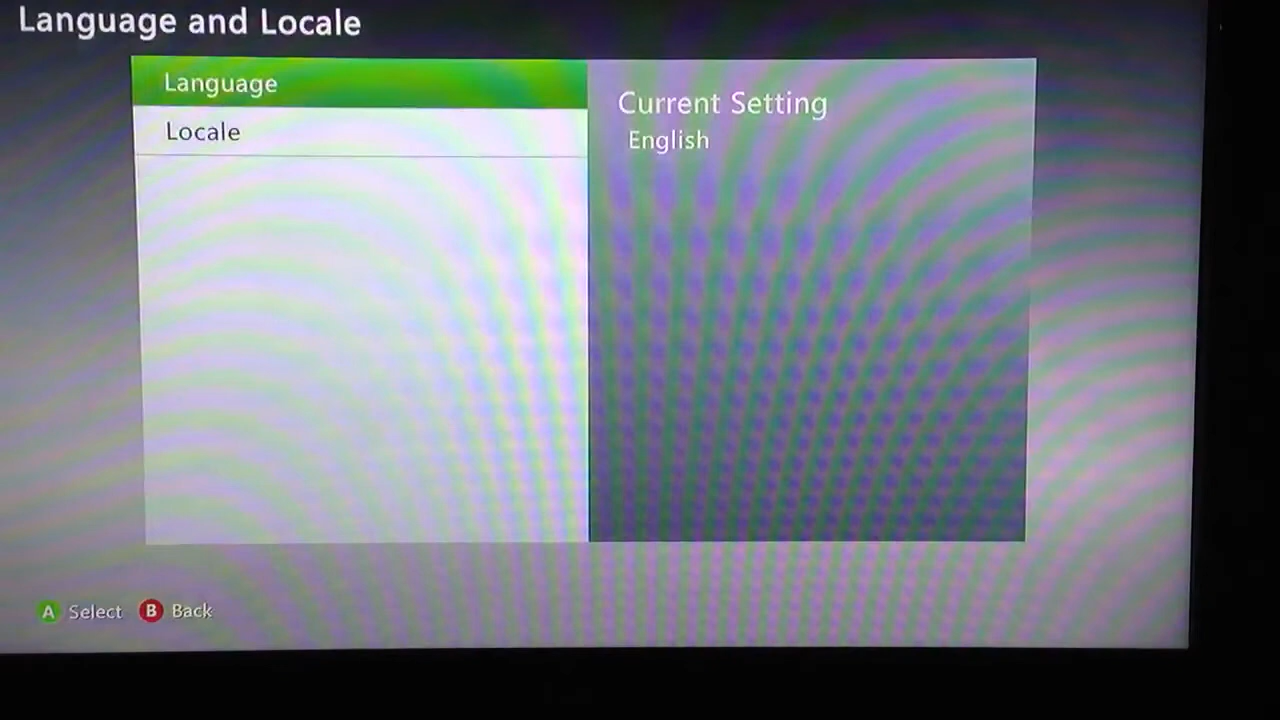 Language and Locale
Language
Locale
Current Setting
English
A Select B Back